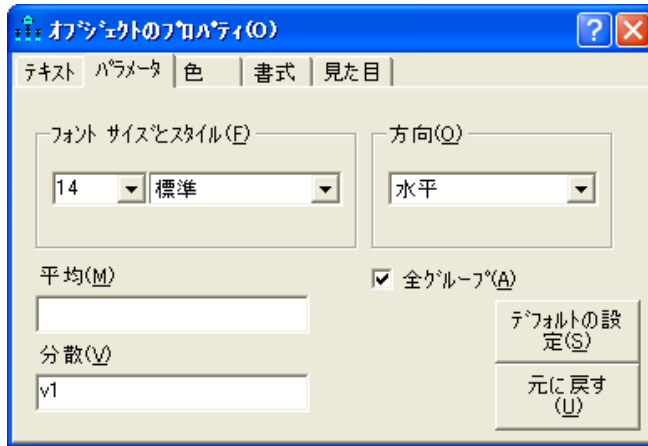 ｵﾌﾞｼﾞｪｸﾄのﾌﾟﾛﾊﾟﾃｨ(O)
テキスト ﾊﾟﾗﾒｰﾀ 色 書式 見た目
フォント サイズとスタイル(F)
14 標準
方向(O)
水平
平均(M)
全ｸﾞﾙｰﾌﾟ(A)
分散(V)
v1
ﾃﾞﾌｫﾙﾄの設
定(S)
元に戻す
(U)